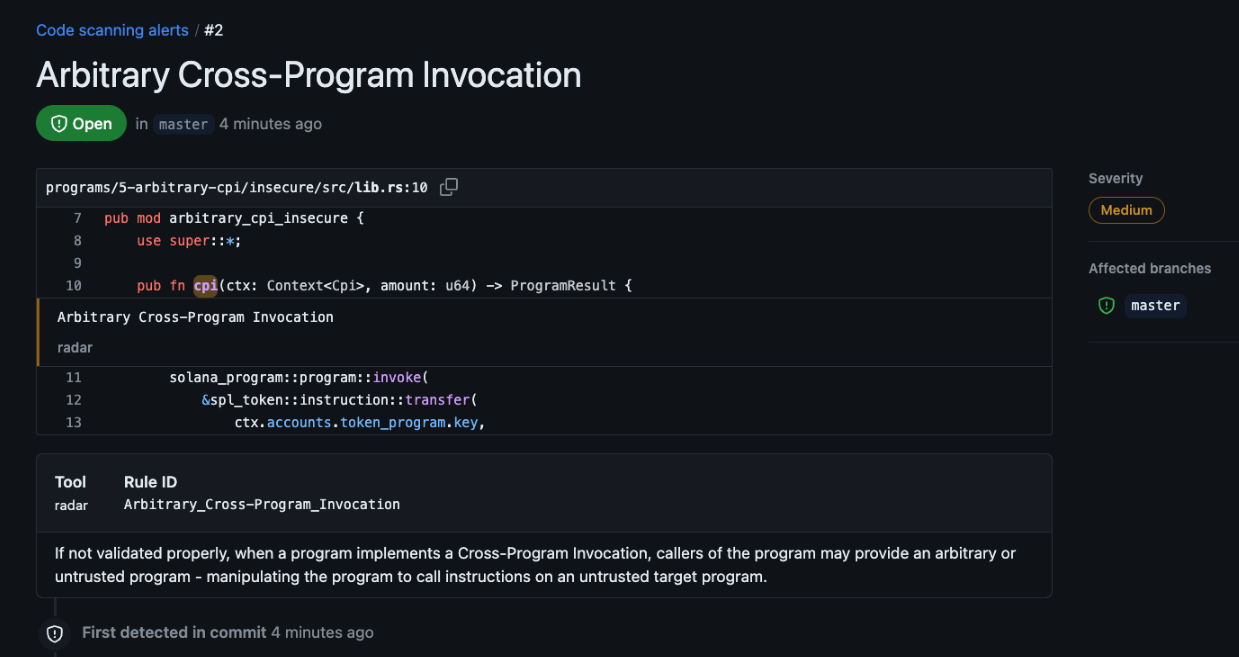 Code scanning alerts / #2
Arbitrary Cross-Program Invocation
Open in master 4 minutes ago
programs/5-arbitrary-cpi/insecure/src/lib.rs:10
7 pub mod arbitrary_cpi_insecure {
8 use super::*;
9
10 pub fn cpi(ctx: Context<Cpi>, amount: u64) -> ProgramResult {
Arbitrary Cross-Program Invocation
radar
11 solana_program::program::invoke(
12 &spl_token::instruction::transfer(
13 ctx.accounts.token_program.key,
Severity
Medium
Affected branches
master
Tool Rule ID
radar Arbitrary_Cross-Program_Invocation
If not validated properly, when a program implements a Cross-Program Invocation, callers of the program may provide an arbitrary or
untrusted program - manipulating the program to call instructions on an untrusted target program.
First detected in commit 4 minutes ago